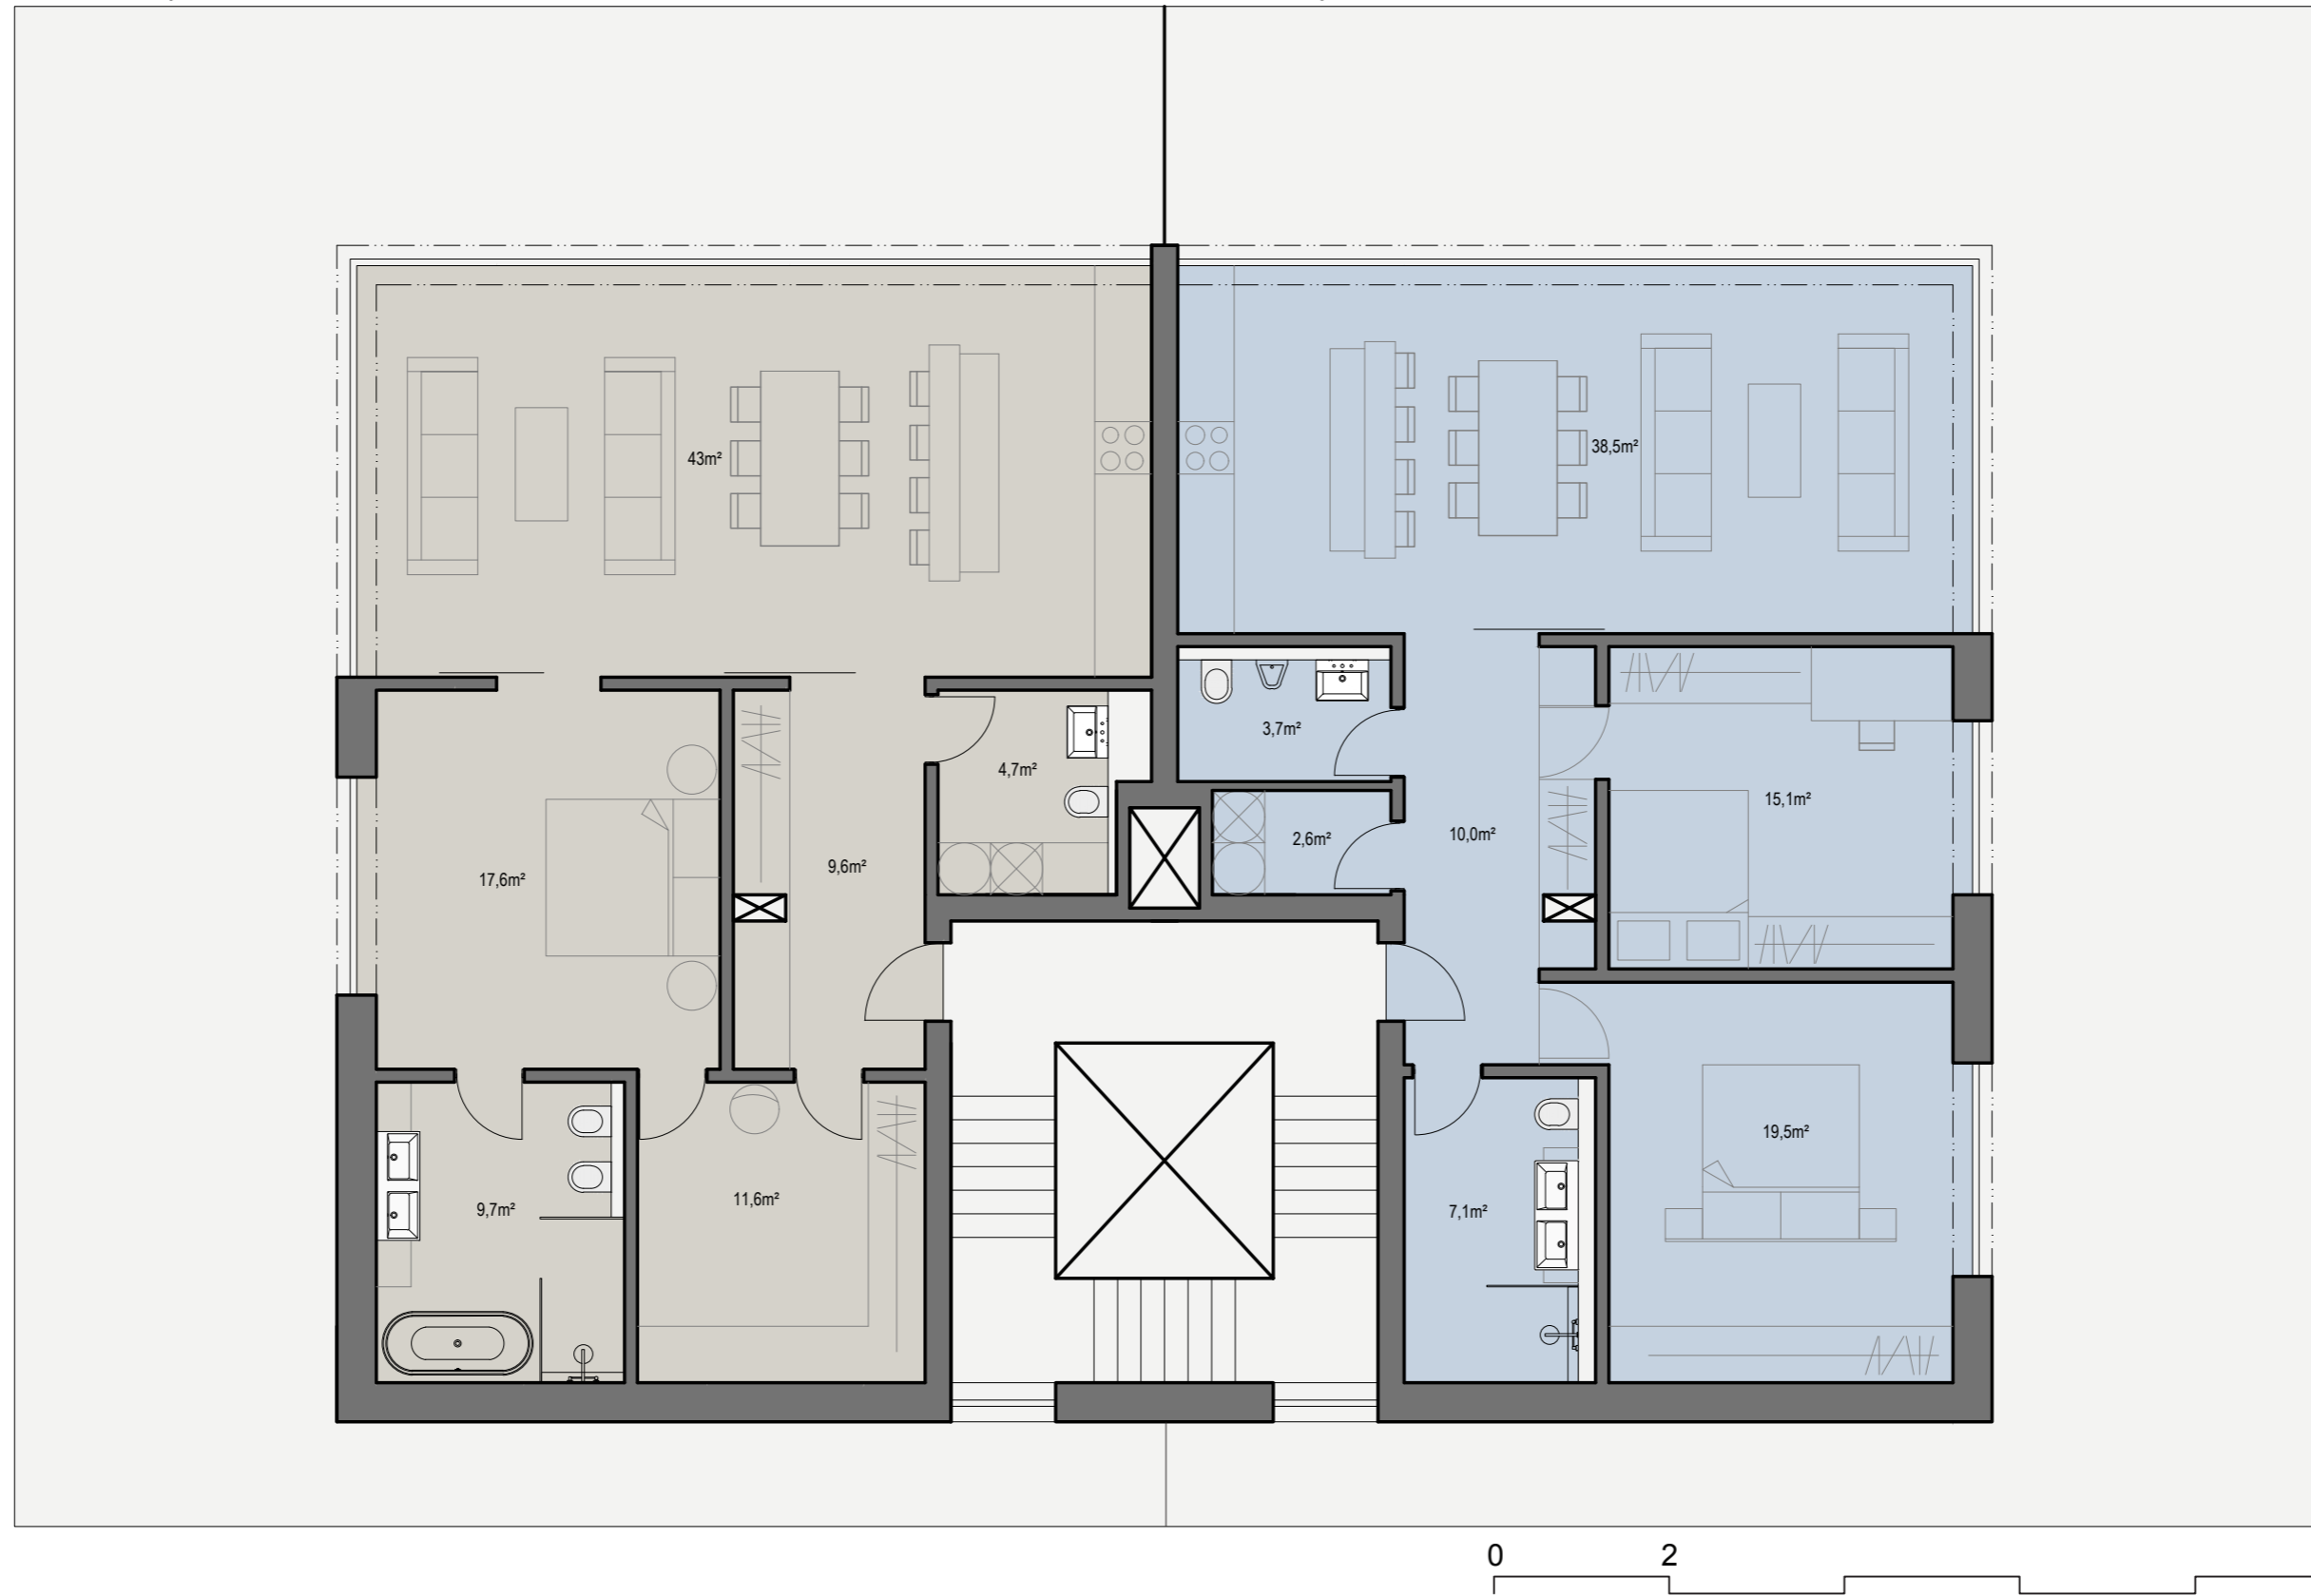 43m²
38,5m²
3,7m²
4,7m²
15,1m²
2,6m²
10,0m²
9,6m²
17,6m²
19,5m²
11,6m²
9,7m²
7,1m²
0 2